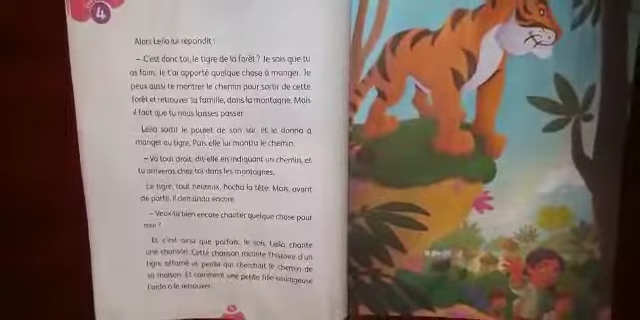 4
Alors Leïla lui répondit :
– C'est donc toi, le tigre de la forêt ? Je sais que tu
as faim. Je t'ai apporté quelque chose à manger. Je
peux aussi te montrer le chemin pour sortir de cette
forêt et retrouver ta famille, dans la montagne. Mais
il faut que tu nous laisses passer.
Leïla sortit le poulet de son sac et le donna à
manger au tigre. Puis elle lui montra le chemin.
– Va tout droit, dit-elle en indiquant un chemin, et
tu arriveras chez toi dans les montagnes.
Le tigre, tout heureux, hocha la tête. Mais, avant
de partir, il demanda encore
– Veux-tu bien encore chanter quelque chose pour
moi ?
Et c'est ainsi que parfois, le soir, Leïla chante
une chanson. Cette chanson raconte l'histoire d'un
tigre affamé et perdu qui cherchait le chemin de
sa maison. Et comment une petite fille courageuse
l'aida à le retrouver.